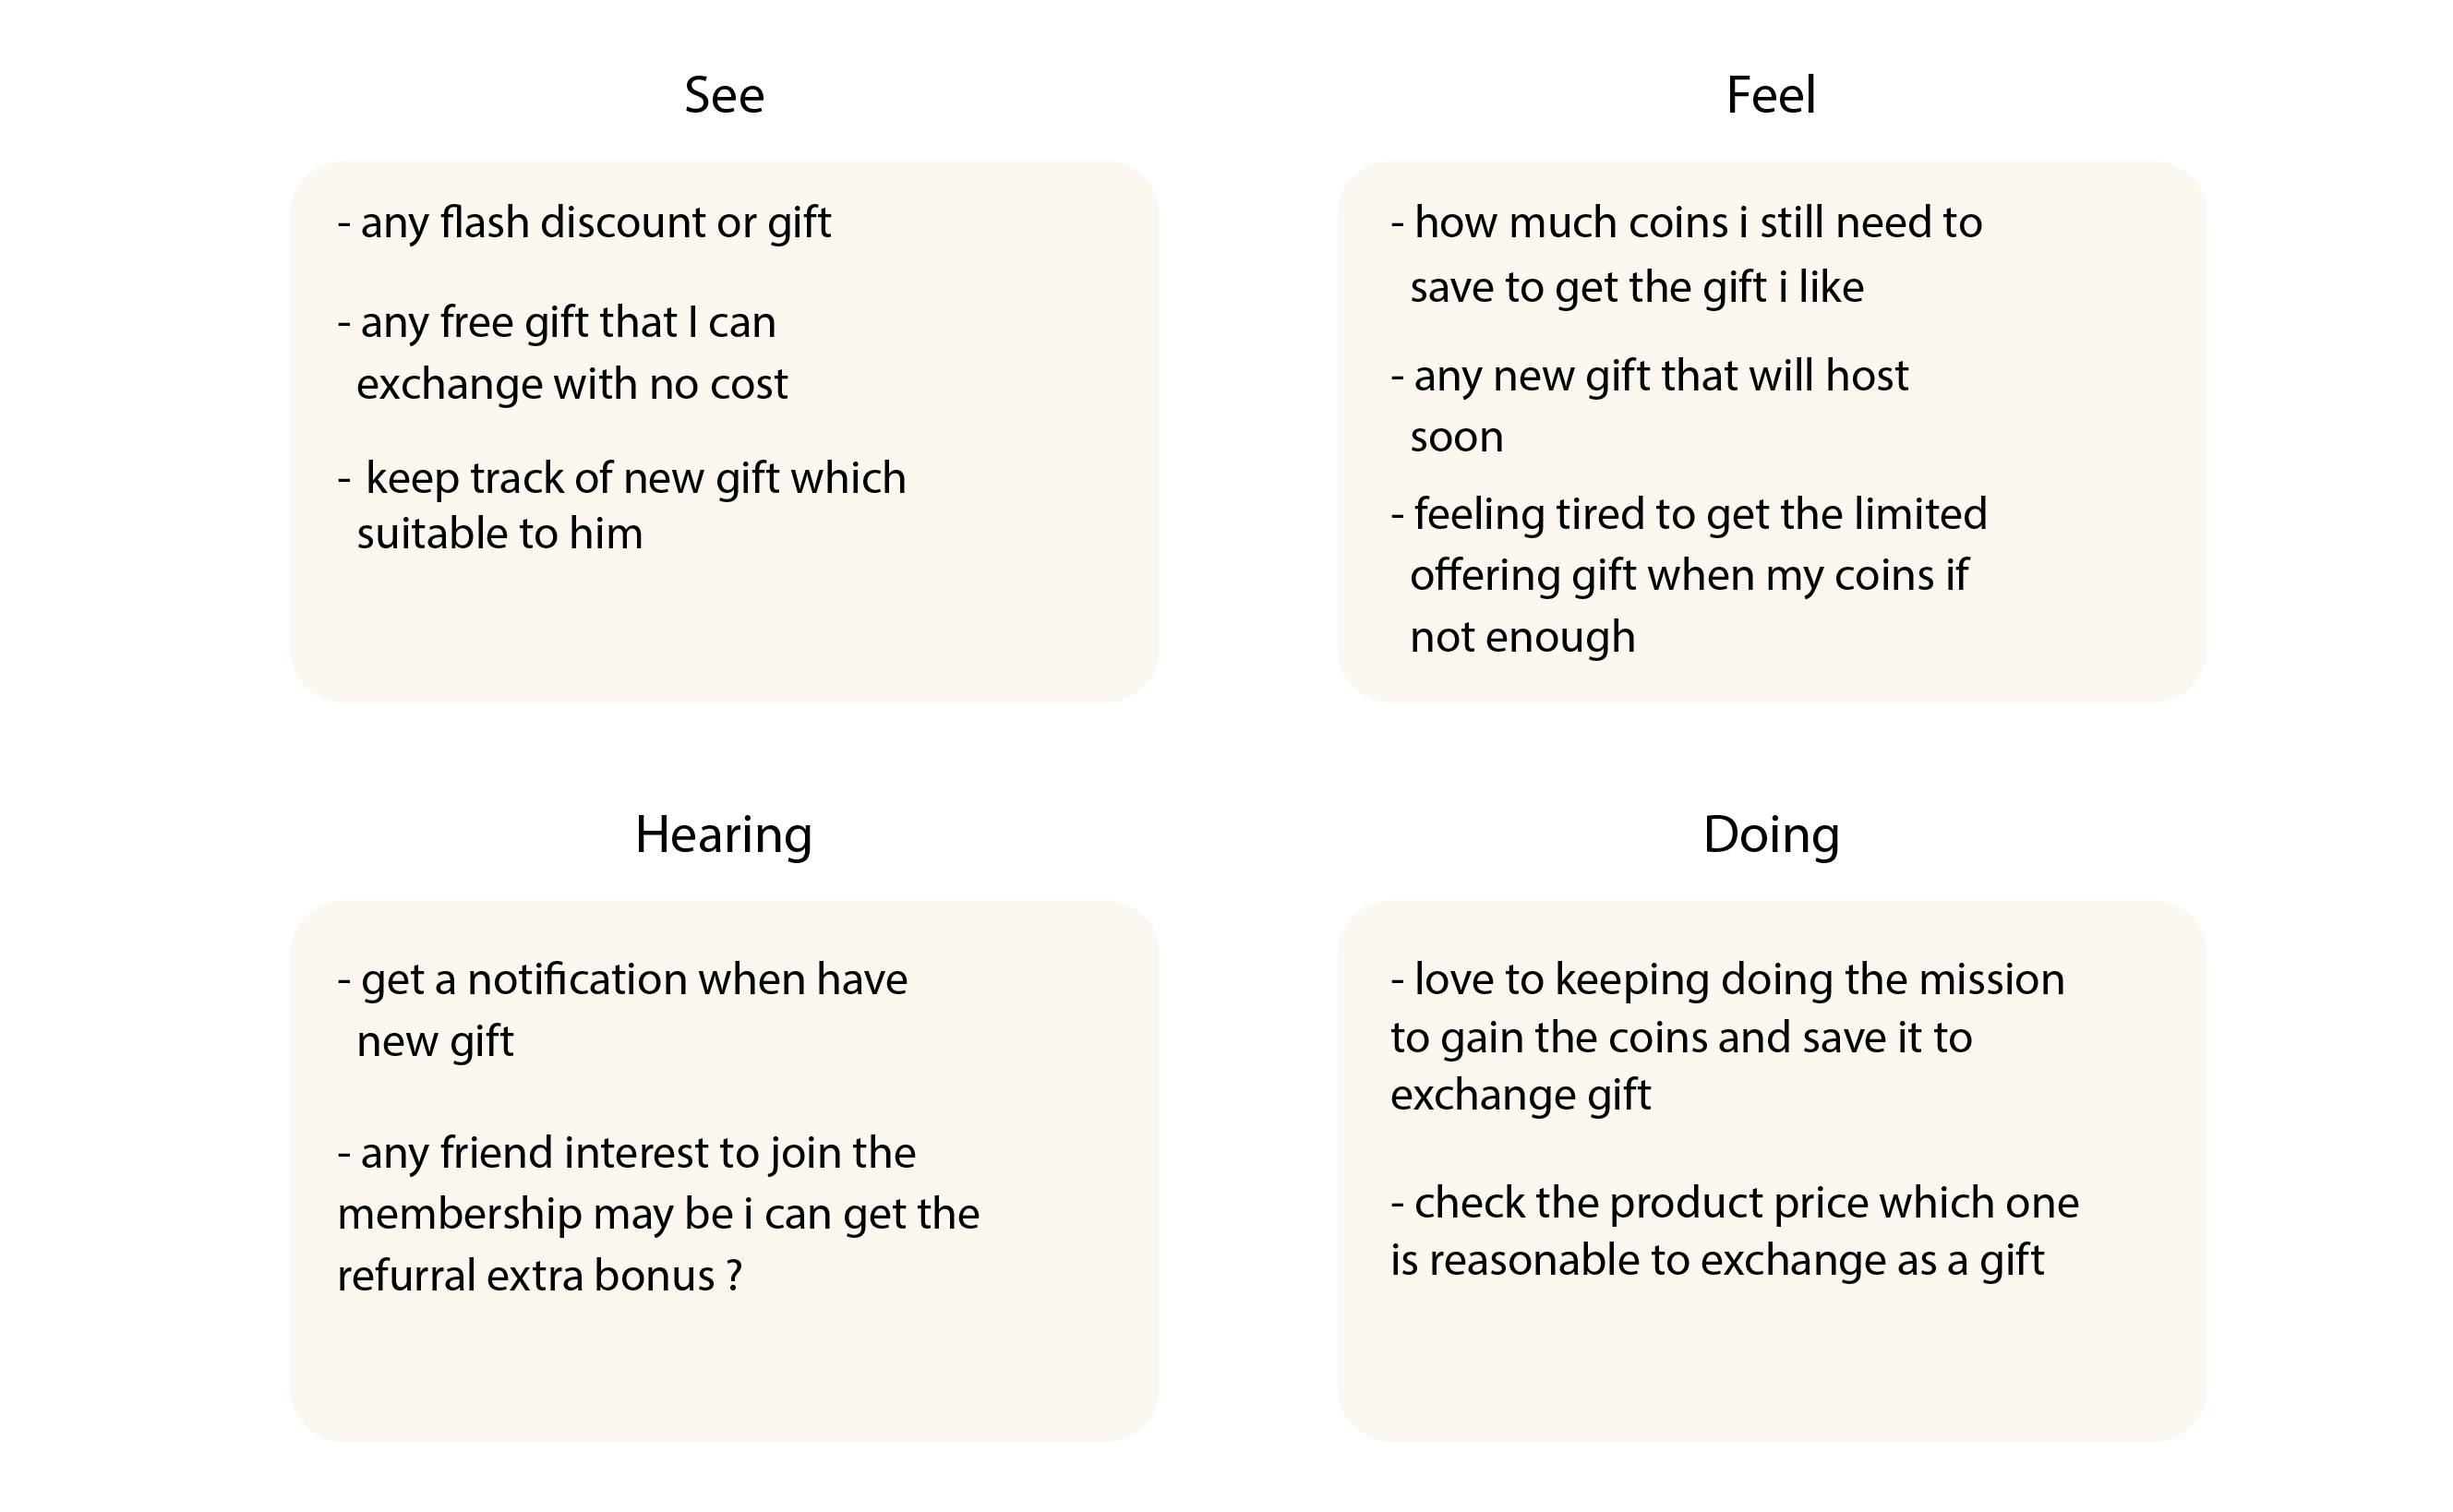 See
- any flash discount or gift
- any free gift that I can
exchange with no cost
- keep track of new gift which
suitable to him
Feel
- how much coins i still need to
save to get the gift i like
- any new gift that will host
soon
- feeling tired to get the limited
offering gift when my coins if
not enough
Hearing
- get a notification when have
new gift
- any friend interest to join the
membership may be i can get the
refurral extra bonus ?
Doing
- love to keeping doing the mission
to gain the coins and save it to
exchange gift
- check the product price which one
is reasonable to exchange as a gift